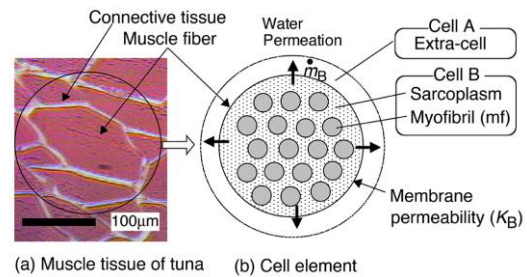 Connective tissue
Muscle fiber
100μm
(a) Muscle tissue of tuna
Water
Permeation
ṁB
Cell A
Extra-cell
Cell B
Sarcoplasm
Myofibril (mf)
Membrane
permeability (KB)
(b) Cell element